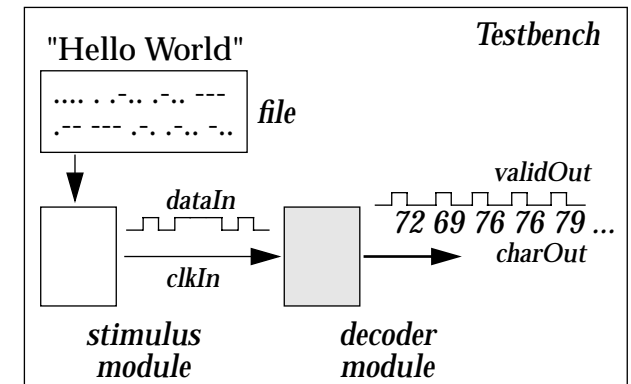 Testbench
"Hello World"
.... . .-.. .-.. ---
.-- --- .-. .-.. -..
file
dataIn
clkIn
validOut
72 69 76 76 79 ...
charOut
stimulus
module
decoder
module